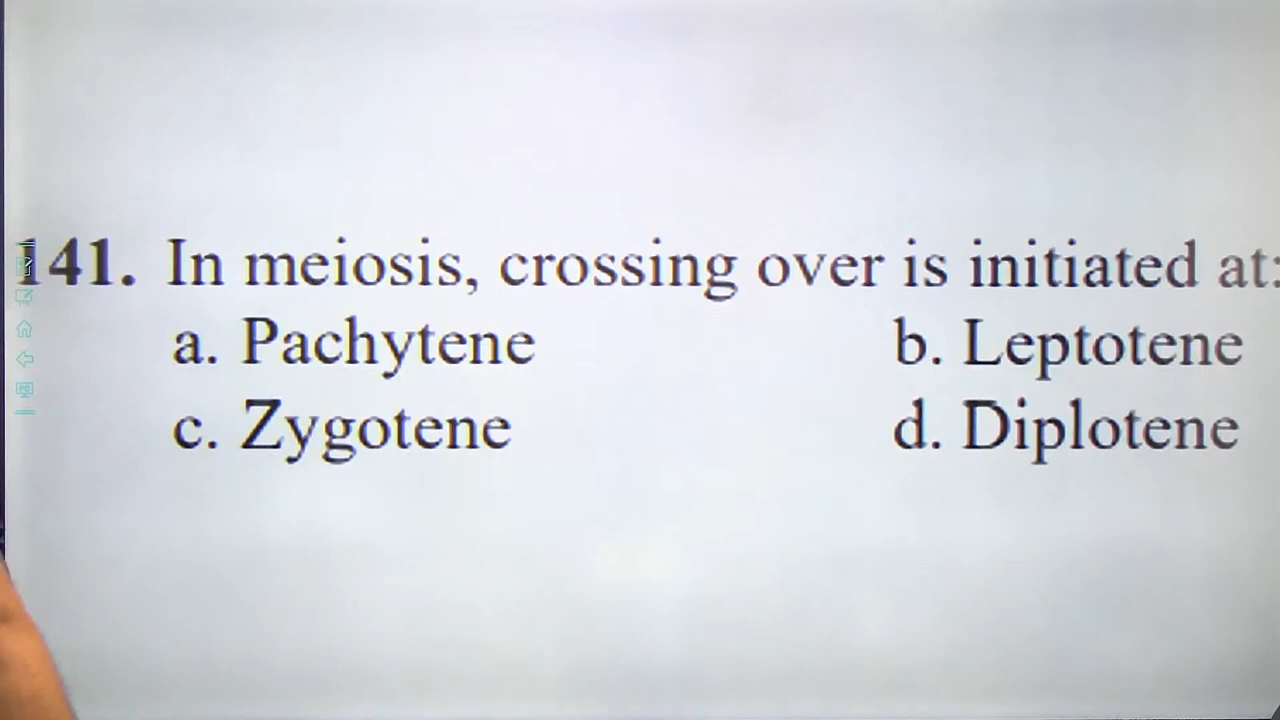 141. In meiosis, crossing over is initiated at:
a. Pachytene b. Leptotene
c. Zygotene d. Diplotene